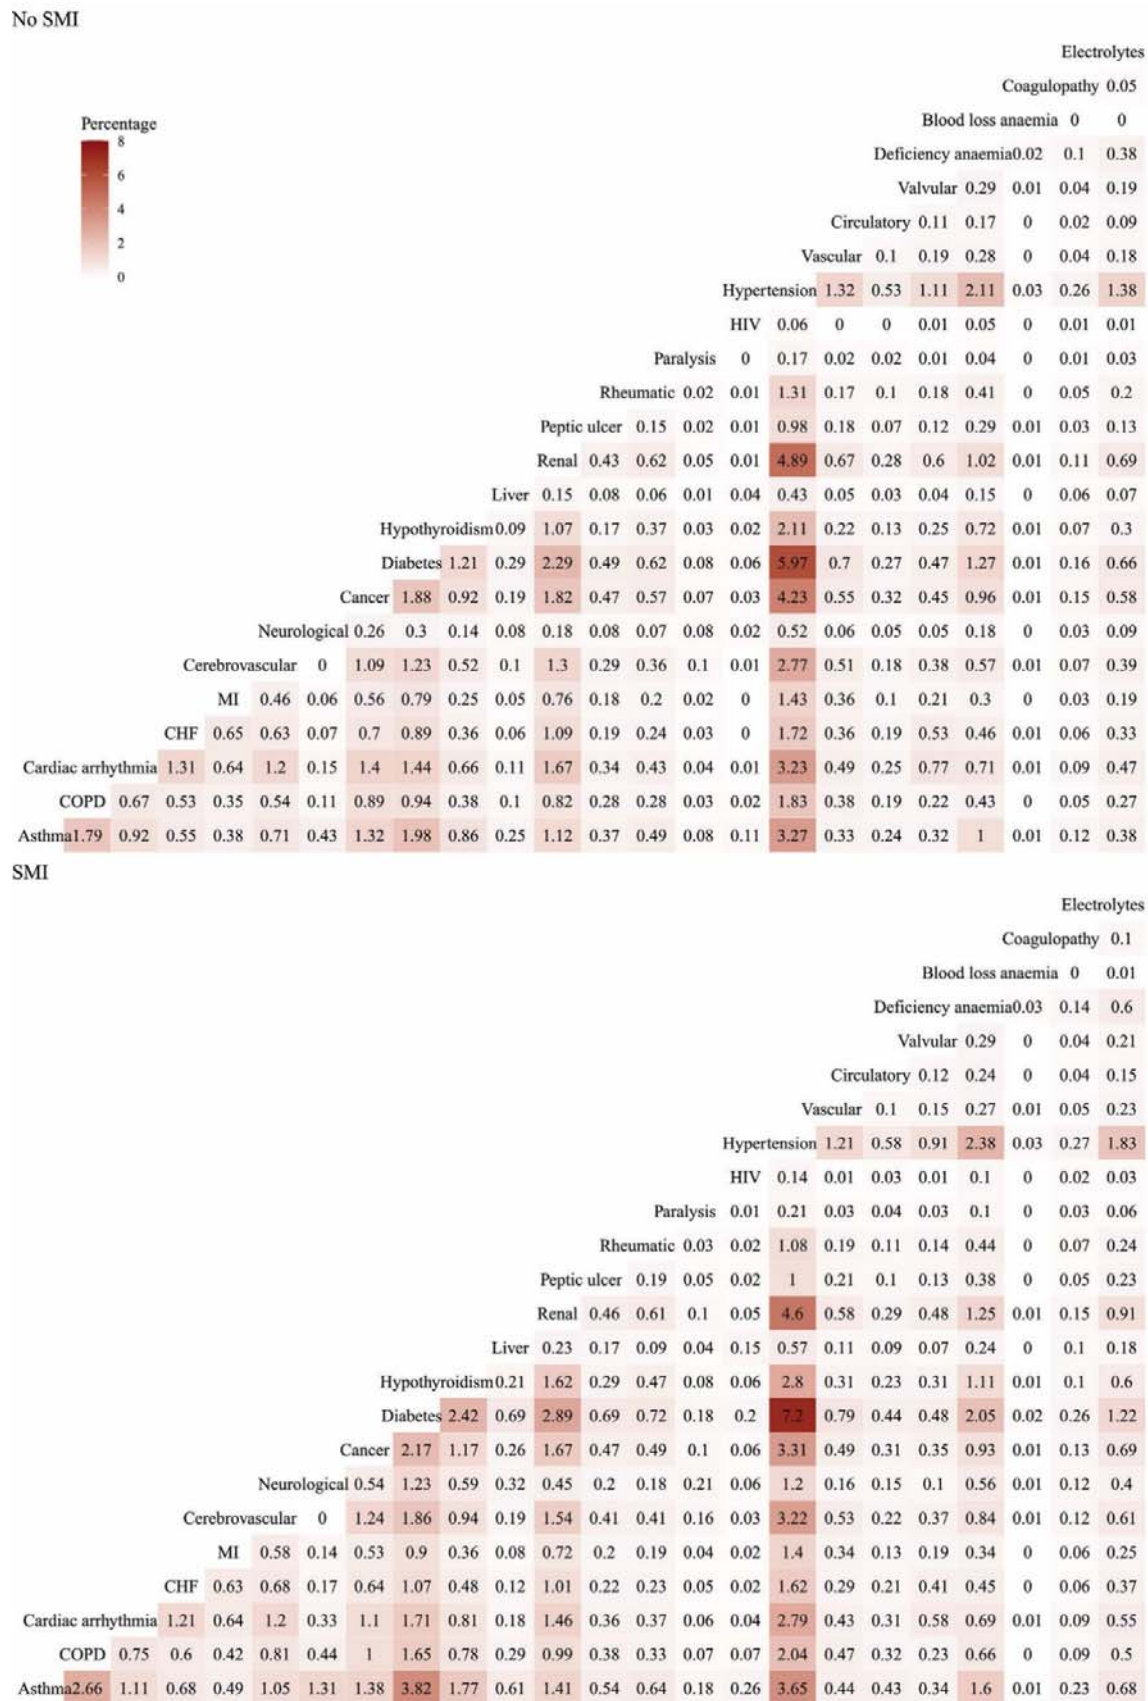 No SMI
Electrolytes
Coagulopathy 0.05
Percentage
Blood loss anaemia 0 0
8
Deficiency anaemia 0.02 0.1 0.38
6
Valvular 0.29 0.01 0.04 0.19
4
Circulatory 0.11 0.17 0 0.02 0.09
2
Vascular 0.1 0.19 0.28 0 0.04 0.18
0
Hypertension 1.32 0.53 1.11 2.11 0.03 0.26 1.38
HIV 0.06 0 0 0.01 0.05 0 0.01 0.01
Paralysis 0 0.17 0.02 0.02 0.01 0.04 0 0.01 0.03
Rheumatic 0.02 0.01 1.31 0.17 0.1 0.18 0.41 0 0.05 0.2
Peptic ulcer 0.15 0.02 0.01 0.98 0.18 0.07 0.12 0.29 0.01 0.03 0.13
Renal 0.43 0.62 0.05 0.01 4.89 0.67 0.28 0.6 1.02 0.01 0.11 0.69
Liver 0.15 0.08 0.06 0.01 0.04 0.43 0.05 0.03 0.04 0.15 0 0.06 0.07
Hypothyroidism 0.09 1.07 0.17 0.37 0.03 0.02 2.11 0.22 0.13 0.25 0.72 0.01 0.07 0.3
Diabetes 1.21 0.29 2.29 0.49 0.62 0.08 0.06 5.97 0.7 0.27 0.47 1.27 0.01 0.16 0.66
Cancer 1.88 0.92 0.19 1.82 0.47 0.57 0.07 0.03 4.23 0.55 0.32 0.45 0.96 0.01 0.15 0.58
Neurological 0.26 0.3 0.14 0.08 0.18 0.08 0.07 0.08 0.02 0.52 0.06 0.05 0.05 0.18 0 0.03 0.09
Cerebrovascular 0 1.09 1.23 0.52 0.1 1.3 0.29 0.36 0.1 0.01 2.77 0.51 0.18 0.38 0.57 0.01 0.07 0.39
MI 0.46 0.06 0.56 0.79 0.25 0.05 0.76 0.18 0.2 0.02 0 1.43 0.36 0.1 0.21 0.3 0 0.03 0.19
CHF 0.65 0.63 0.07 0.7 0.89 0.36 0.06 1.09 0.19 0.24 0.03 0 1.72 0.36 0.19 0.53 0.46 0.01 0.06 0.33
Cardiac arrhythmia 1.31 0.64 1.2 0.15 1.4 1.44 0.66 0.11 1.67 0.34 0.43 0.04 0.01 3.23 0.49 0.25 0.77 0.71 0.01 0.09 0.47
COPD 0.67 0.53 0.35 0.54 0.11 0.89 0.94 0.38 0.1 0.82 0.28 0.28 0.03 0.02 1.83 0.38 0.19 0.22 0.43 0 0.05 0.27
Asthma 1.79 0.92 0.55 0.38 0.71 0.43 1.32 1.98 0.86 0.25 1.12 0.37 0.49 0.08 0.11 3.27 0.33 0.24 0.32 1 0.01 0.12 0.38
SMI
Electrolytes
Coagulopathy 0.1
Blood loss anaemia 0 0.01
Deficiency anaemia 0.03 0.14 0.6
Valvular 0.29 0 0.04 0.21
Circulatory 0.12 0.24 0 0.04 0.15
Vascular 0.1 0.15 0.27 0.01 0.05 0.23
Hypertension 1.21 0.58 0.91 2.38 0.03 0.27 1.83
HIV 0.14 0.01 0.03 0.01 0.1 0 0.02 0.03
Paralysis 0.01 0.21 0.03 0.04 0.03 0.1 0 0.03 0.06
Rheumatic 0.03 0.02 1.08 0.19 0.11 0.14 0.44 0 0.07 0.24
Peptic ulcer 0.19 0.05 0.02 1 0.21 0.1 0.13 0.38 0 0.05 0.23
Renal 0.46 0.61 0.1 0.05 4.6 0.58 0.29 0.48 1.25 0.01 0.15 0.91
Liver 0.23 0.17 0.09 0.04 0.15 0.57 0.11 0.09 0.07 0.24 0 0.1 0.18
Hypothyroidism 0.21 1.62 0.29 0.47 0.08 0.06 2.8 0.31 0.23 0.31 1.11 0.01 0.1 0.6
Diabetes 2.42 0.69 2.89 0.69 0.72 0.18 0.2 7.2 0.79 0.44 0.48 2.05 0.02 0.26 1.22
Cancer 2.17 1.17 0.26 1.67 0.47 0.49 0.1 0.06 3.31 0.49 0.31 0.35 0.93 0.01 0.13 0.69
Neurological 0.54 1.23 0.59 0.32 0.45 0.2 0.18 0.21 0.06 1.2 0.16 0.15 0.1 0.56 0.01 0.12 0.4
Cerebrovascular 0 1.24 1.86 0.94 0.19 1.54 0.41 0.41 0.16 0.03 3.22 0.53 0.22 0.37 0.84 0.01 0.12 0.61
MI 0.58 0.14 0.53 0.9 0.36 0.08 0.72 0.2 0.19 0.04 0.02 1.4 0.34 0.13 0.19 0.34 0 0.06 0.25
CHF 0.63 0.68 0.17 0.64 1.07 0.48 0.12 1.01 0.22 0.23 0.05 0.02 1.62 0.29 0.21 0.41 0.45 0 0.06 0.37
Cardiac arrhythmia 1.21 0.64 1.2 0.33 1.1 1.71 0.81 0.18 1.46 0.36 0.37 0.06 0.04 2.79 0.43 0.31 0.58 0.69 0.01 0.09 0.55
COPD 0.75 0.6 0.42 0.81 0.44 1 1.65 0.78 0.29 0.99 0.38 0.33 0.07 0.07 2.04 0.47 0.32 0.23 0.66 0 0.09 0.5
Asthma 2.66 1.11 0.68 0.49 1.05 1.31 1.38 3.82 1.77 0.61 1.41 0.54 0.64 0.18 0.26 3.65 0.44 0.43 0.34 1.6 0.01 0.23 0.68